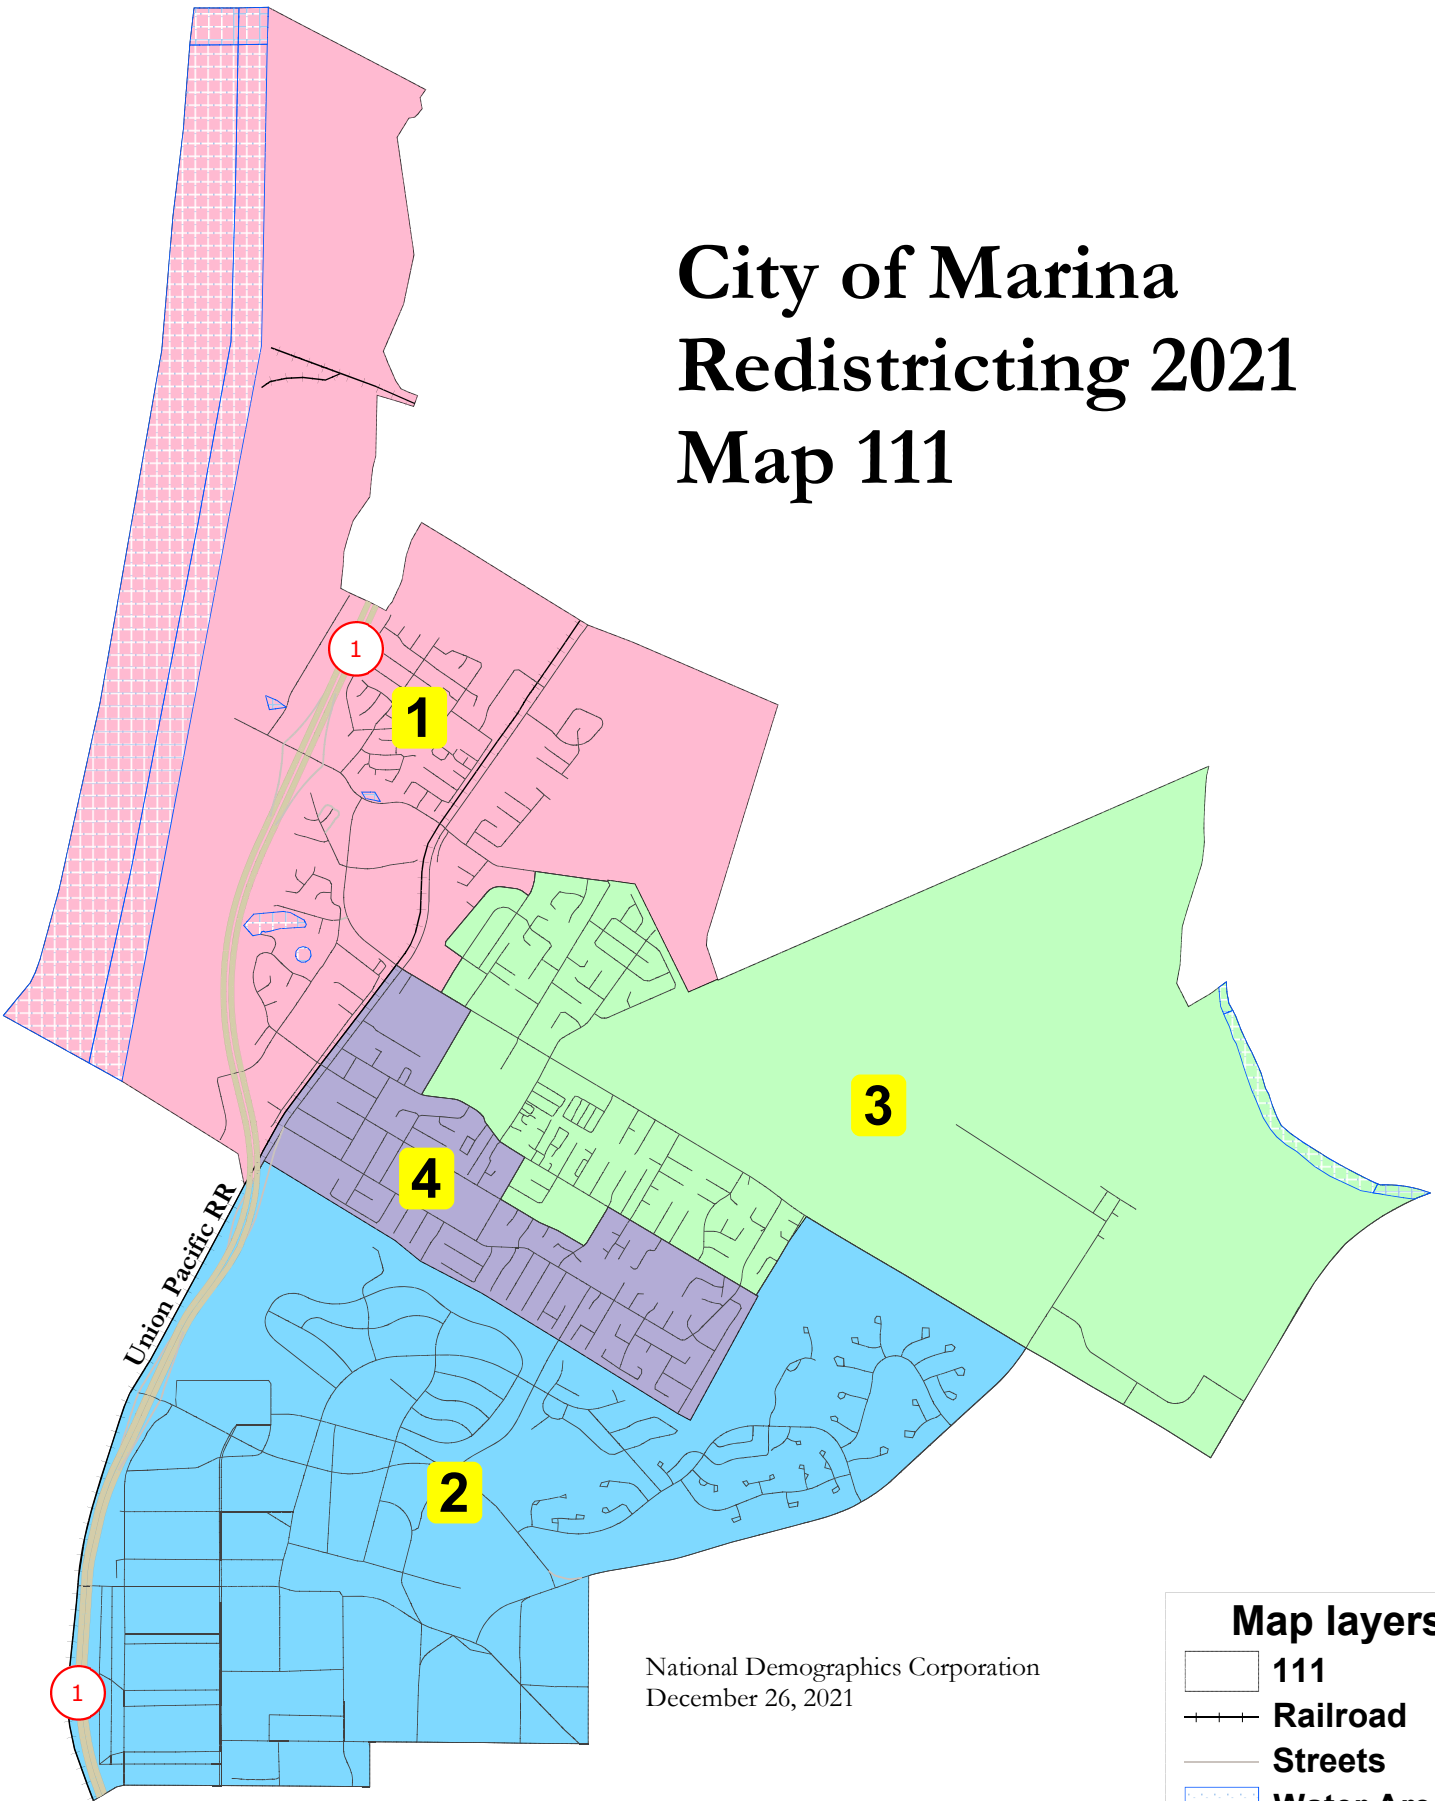 City of Marina
Redistricting 2021
Map 111
1
1
3
4
Union Pacific RR
2
1
National Demographics Corporation
December 26, 2021
Map layers
111
Railroad
Streets